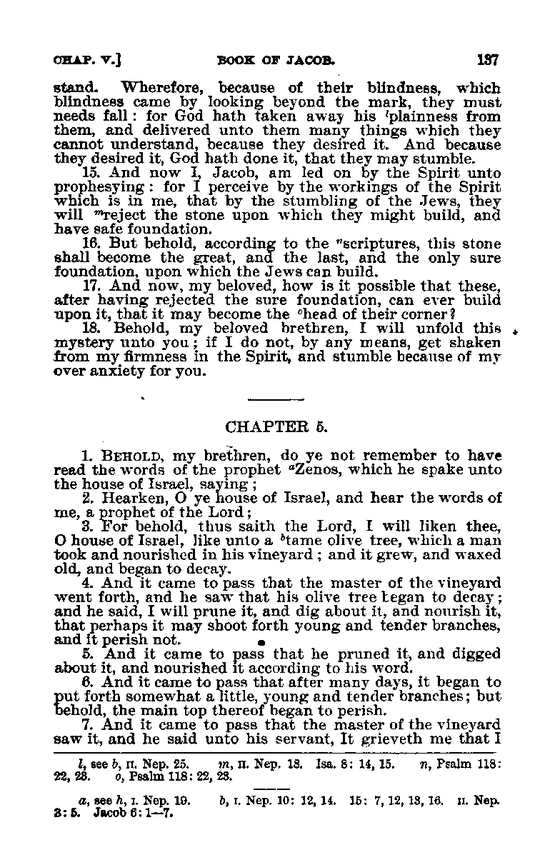 CHAP. V.] BOOK OF JACOB. 137
stand. Wherefore, because of their blindness, which
blindness came by looking beyond the mark, they must
needs fall: for God hath taken away his ˡplainness from
them, and delivered unto them many things which they
cannot understand, because they desired it. And because
they desired it, God hath done it, that they may stumble.
15. And now I, Jacob, am led on by the Spirit unto
prophesying: for I perceive by the workings of the Spirit
which is in me, that by the stumbling of the Jews, they
will ᵐreject the stone upon which they might build, and
have safe foundation.
16. But behold, according to the ⁿscriptures, this stone
shall become the great, and the last, and the only sure
foundation, upon which the Jews can build.
17. And now, my beloved, how is it possible that these,
after having rejected the sure foundation, can ever build
upon it, that it may become the ᵒhead of their corner?
18. Behold, my beloved brethren, I will unfold this
mystery unto you; if I do not, by any means, get shaken
from my firmness in the Spirit, and stumble because of my
over anxiety for you.
CHAPTER 5.
1. BEHOLD, my brethren, do ye not remember to have
read the words of the prophet ᵃZenos, which he spake unto
the house of Israel, saying;
2. Hearken, O ye house of Israel, and hear the words of
me, a prophet of the Lord;
3. For behold, thus saith the Lord, I will liken thee,
O house of Israel, like unto a ᵇtame olive tree, which a man
took and nourished in his vineyard; and it grew, and waxed
old, and began to decay.
4. And it came to pass that the master of the vineyard
went forth, and he saw that his olive tree began to decay;
and he said, I will prune it, and dig about it, and nourish it,
that perhaps it may shoot forth young and tender branches,
and it perish not.
5. And it came to pass that he pruned it, and digged
about it, and nourished it according to his word.
6. And it came to pass that after many days, it began to
put forth somewhat a little, young and tender branches; but
behold, the main top thereof began to perish.
7. And it came to pass that the master of the vineyard
saw it, and he said unto his servant, It grieveth me that I
l, see b, II. Nep. 25. m, II. Nep. 18. Isa. 8: 14, 15. n, Psalm 118:
22, 23. o, Psalm 118: 22, 23.
a, see h, I. Nep. 19. b, I. Nep. 10: 12, 14. 15: 7, 12, 13, 16. II. Nep.
3: 5. Jacob 6: 1—7.